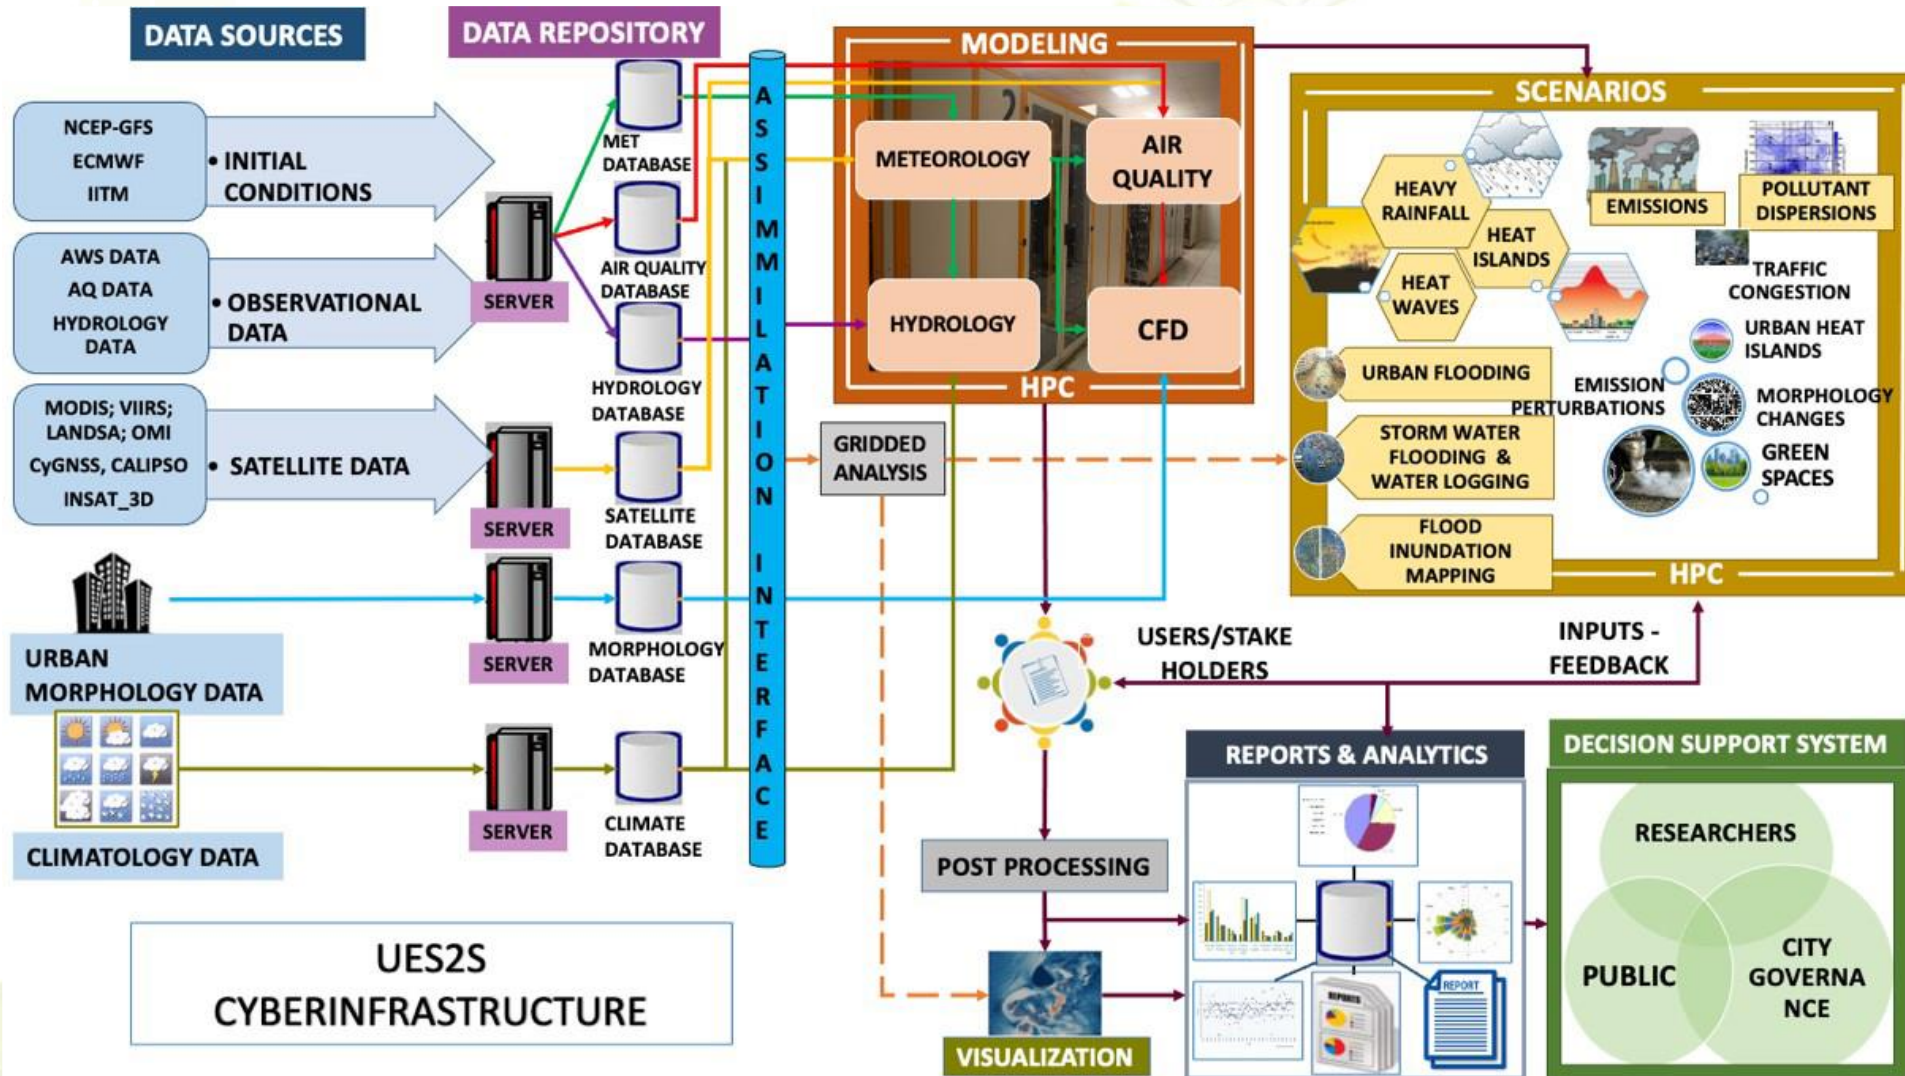 DATA SOURCES
DATA REPOSITORY
NCEP-GFS
ECMWF
IITM
• INITIAL
CONDITIONS
AWS DATA
AQ DATA
HYDROLOGY
DATA
• OBSERVATIONAL
DATA
MODIS; VIIRS;
LANDSA; OMI
CyGNSS, CALIPSO
INSAT_3D
• SATELLITE DATA
URBAN
MORPHOLOGY DATA
CLIMATOLOGY DATA
SERVER
SERVER
SERVER
SERVER
MET
DATABASE
AIR QUALITY
DATABASE
HYDROLOGY
DATABASE
SATELLITE
DATABASE
MORPHOLOGY
DATABASE
CLIMATE
DATABASE
ASSIMILATION INTERFACE
MODELING
2
METEOROLOGY
AIR
QUALITY
HYDROLOGY
CFD
HPC
GRIDDED
ANALYSIS
SCENARIOS
HEAVY
RAINFALL
HEAT
ISLANDS
HEAT
WAVES
EMISSIONS
POLLUTANT
DISPERSIONS
TRAFFIC
CONGESTION
URBAN HEAT
ISLANDS
EMISSION
PERTURBATIONS
MORPHOLOGY
CHANGES
GREEN
SPACES
URBAN FLOODING
STORM WATER
FLOODING &
WATER LOGGING
FLOOD
INUNDATION
MAPPING
HPC
USERS/STAKE
HOLDERS
INPUTS -
FEEDBACK
POST PROCESSING
VISUALIZATION
REPORTS & ANALYTICS
REPORTS
REPORT
DECISION SUPPORT SYSTEM
RESEARCHERS
PUBLIC
CITY
GOVERNA
NCE
UES2S
CYBERINFRASTRUCTURE